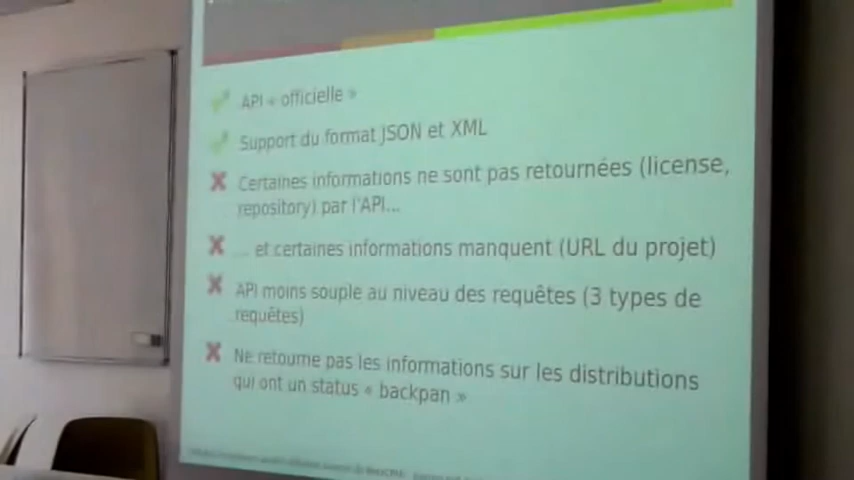 API « officielle »
Support du format JSON et XML
Certaines informations ne sont pas retournées (license,
repository) par l'API...
... et certaines informations manquent (URL du projet)
API moins souple au niveau des requêtes (3 types de
requêtes)
Ne retourne pas les informations sur les distributions
qui ont un status « backpan »